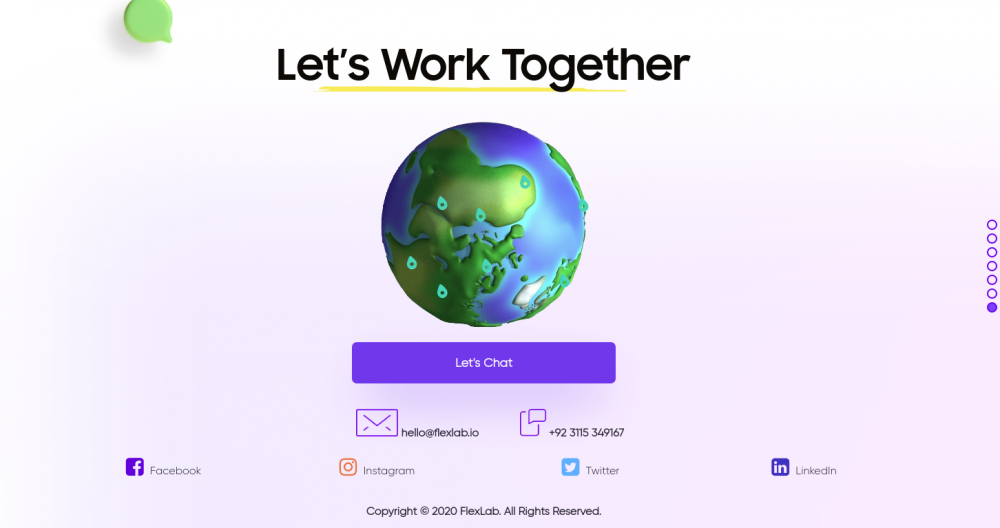 Let's Work Together
Let's Chat
hello@flexlab.io
+92 3115 349167
Facebook
Instagram
Twitter
LinkedIn
Copyright © 2020 FlexLab. All Rights Reserved.